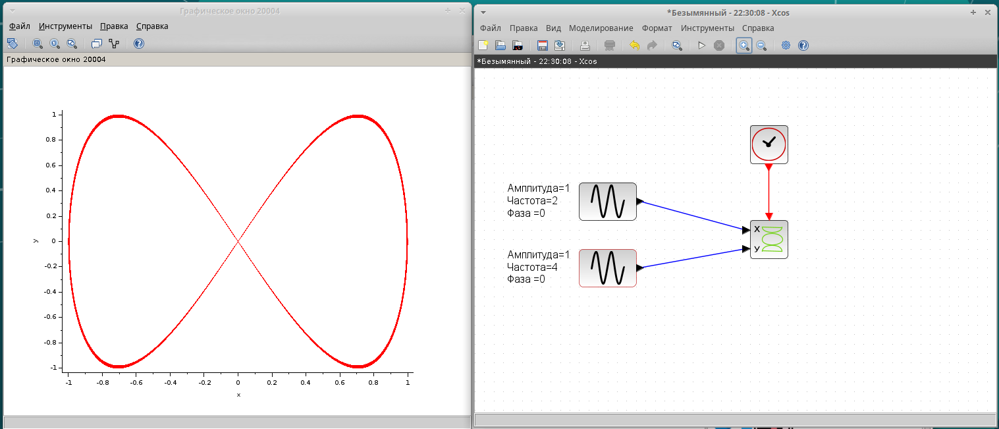 Графическое окно 20004
Файл Инструменты Правка Справка
Графическое окно 20004
1
0.8
0.6
0.4
0.2
0
-0.2
-0.4
-0.6
-0.8
-1
y
-1 -0.8 -0.6 -0.4 -0.2 0 0.2 0.4 0.6 0.8 1
x
*Безымянный - 22:30:08 - Xcos
Файл Правка Вид Моделирование Формат Инструменты Справка
*Безымянный - 22:30:08 - Xcos
Амплитуда=1
Частота=2
Фаза =0
Амплитуда=1
Частота=4
Фаза =0
X
y